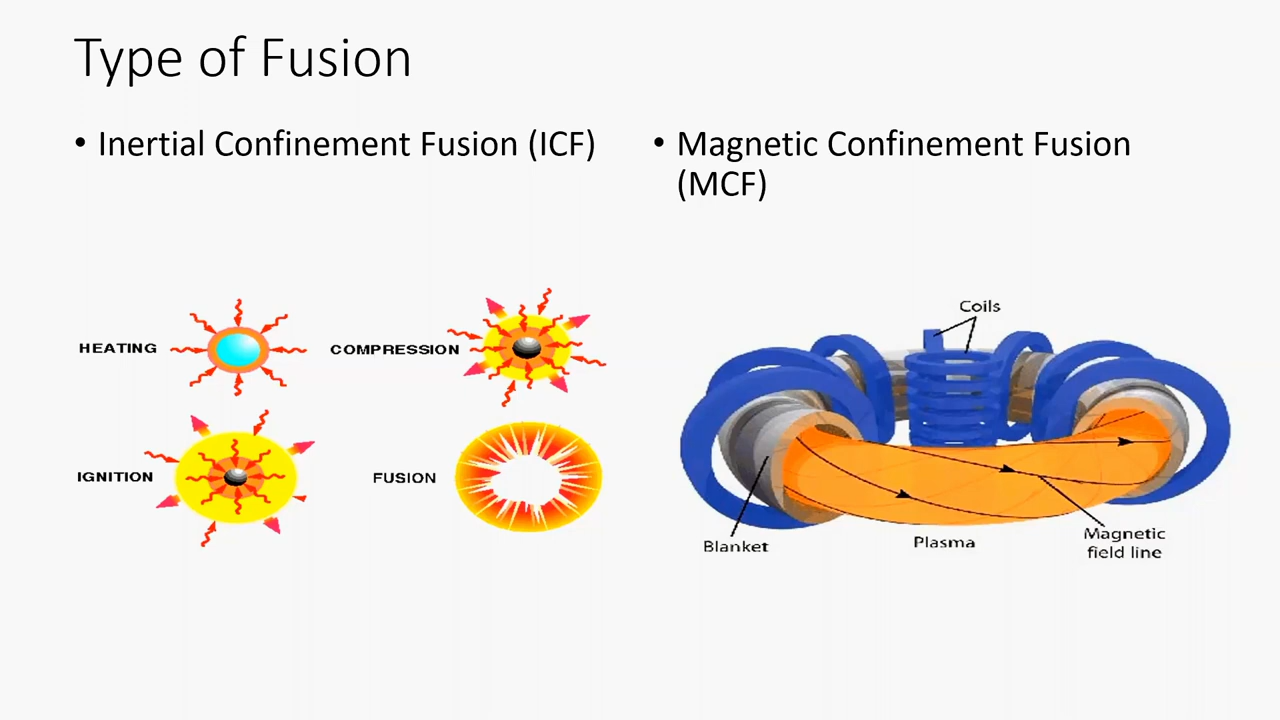 Type of Fusion
• Inertial Confinement Fusion (ICF)
• Magnetic Confinement Fusion
(MCF)
HEATING
COMPRESSION
IGNITION
FUSION
Coils
Blanket
Plasma
Magnetic
field line